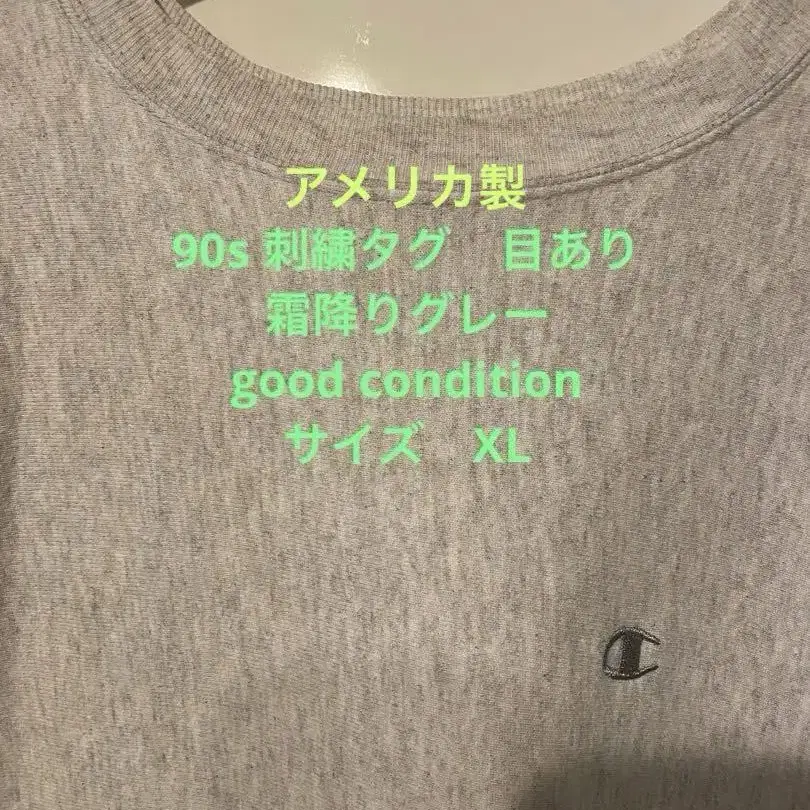 アメリカ製
90s 刺繍タグ　目あり
霜降りグレー
good condition
サイズ　XL